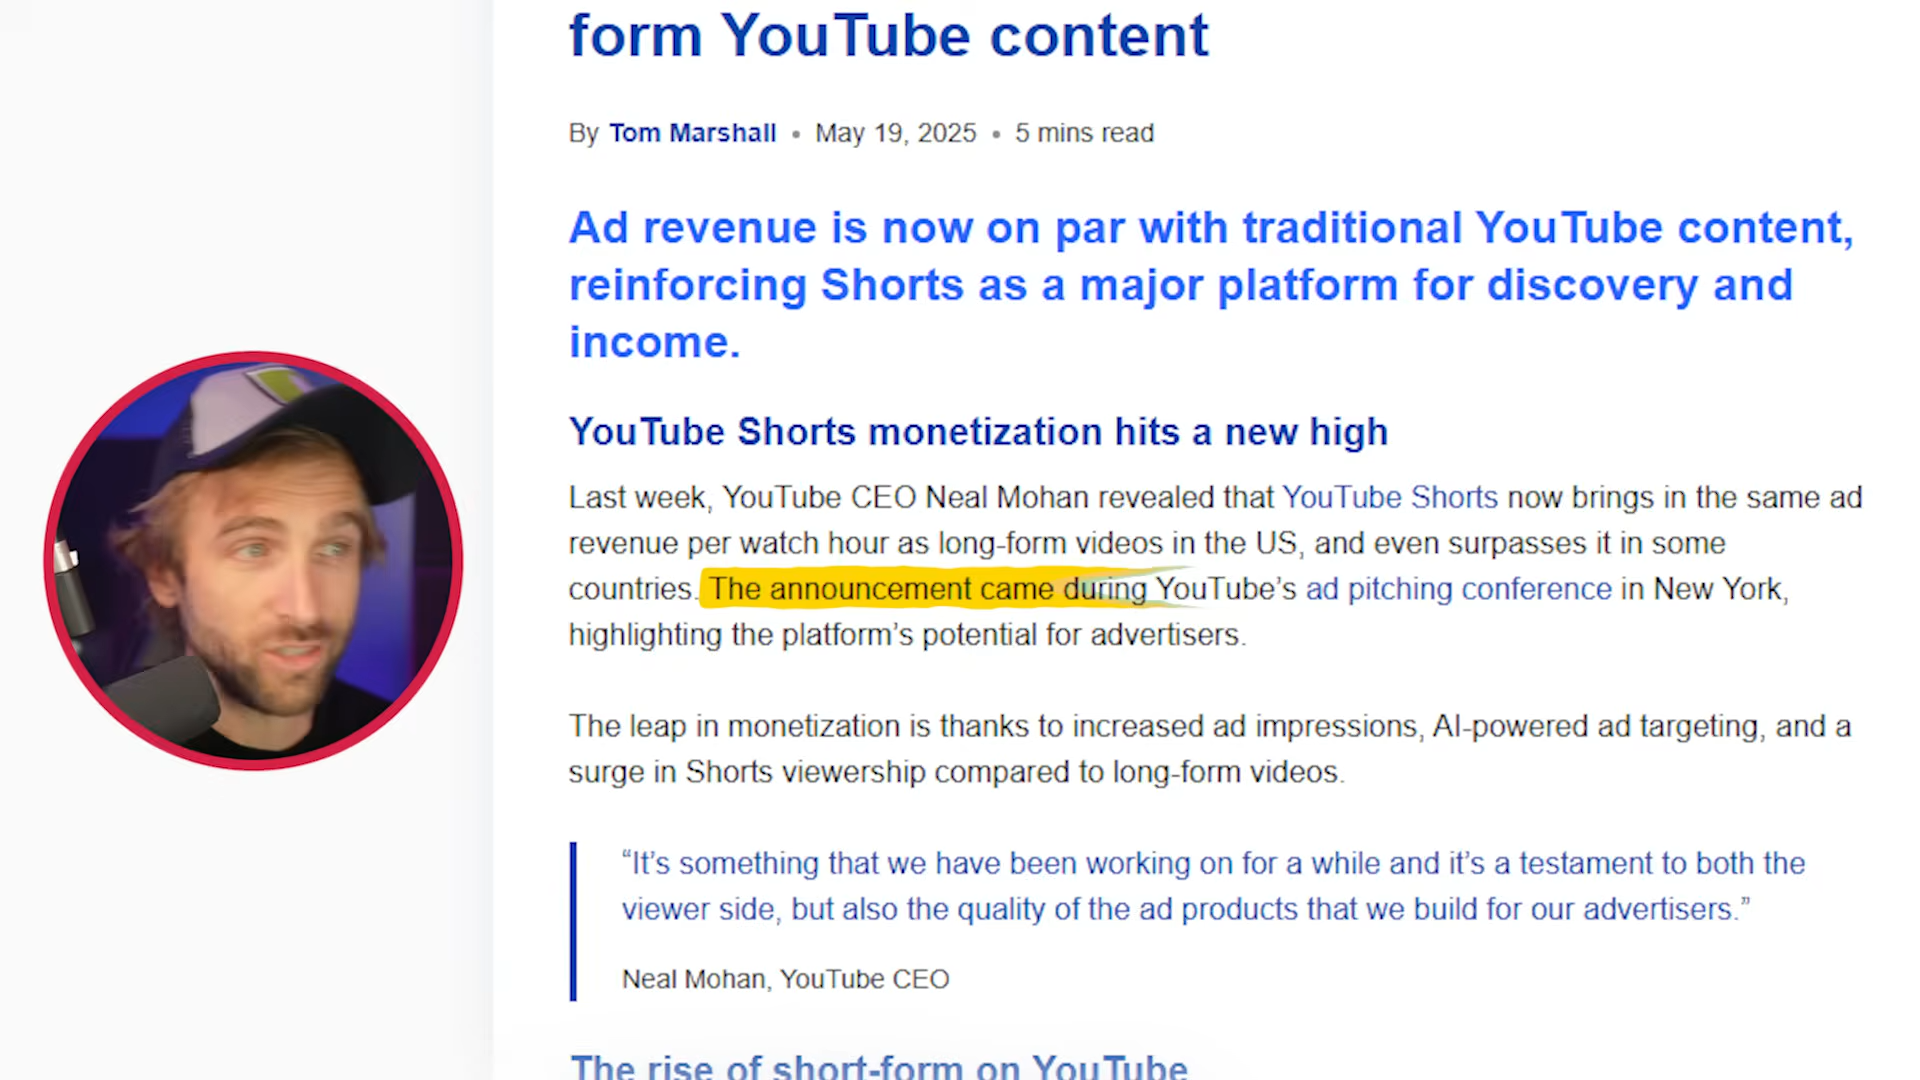 form YouTube content
By Tom Marshall • May 19, 2025 • 5 mins read
Ad revenue is now on par with traditional YouTube content,
reinforcing Shorts as a major platform for discovery and
income.
YouTube Shorts monetization hits a new high
Last week, YouTube CEO Neal Mohan revealed that YouTube Shorts now brings in the same ad
revenue per watch hour as long-form videos in the US, and even surpasses it in some
countries. The announcement came during YouTube’s ad pitching conference in New York,
highlighting the platform’s potential for advertisers.
The leap in monetization is thanks to increased ad impressions, AI-powered ad targeting, and a
surge in Shorts viewership compared to long-form videos.
“It’s something that we have been working on for a while and it’s a testament to both the
viewer side, but also the quality of the ad products that we build for our advertisers.”
Neal Mohan, YouTube CEO
The rise of short-form on YouTube